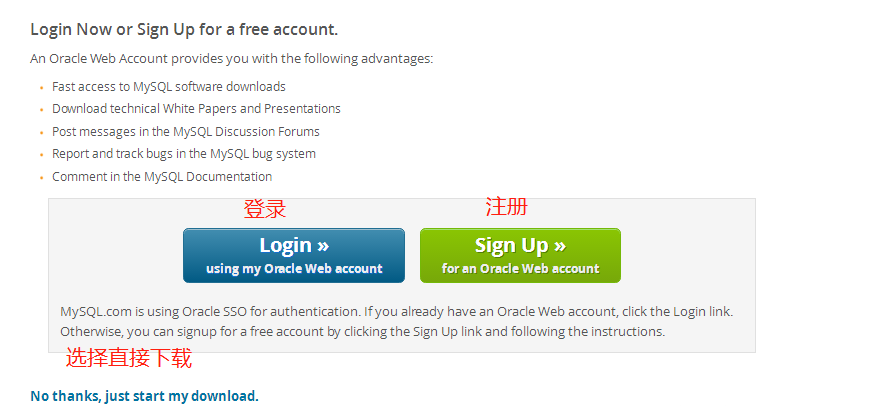 Login Now or Sign Up for a free account.
An Oracle Web Account provides you with the following advantages:
• Fast access to MySQL software downloads
• Download technical White Papers and Presentations
• Post messages in the MySQL Discussion Forums
• Report and track bugs in the MySQL bug system
• Comment in the MySQL Documentation
登录
注册
Login »
using my Oracle Web account
Sign Up »
for an Oracle Web account
MySQL.com is using Oracle SSO for authentication. If you already have an Oracle Web account, click the Login link.
Otherwise, you can signup for a free account by clicking the Sign Up link and following the instructions.
选择直接下载
No thanks, just start my download.